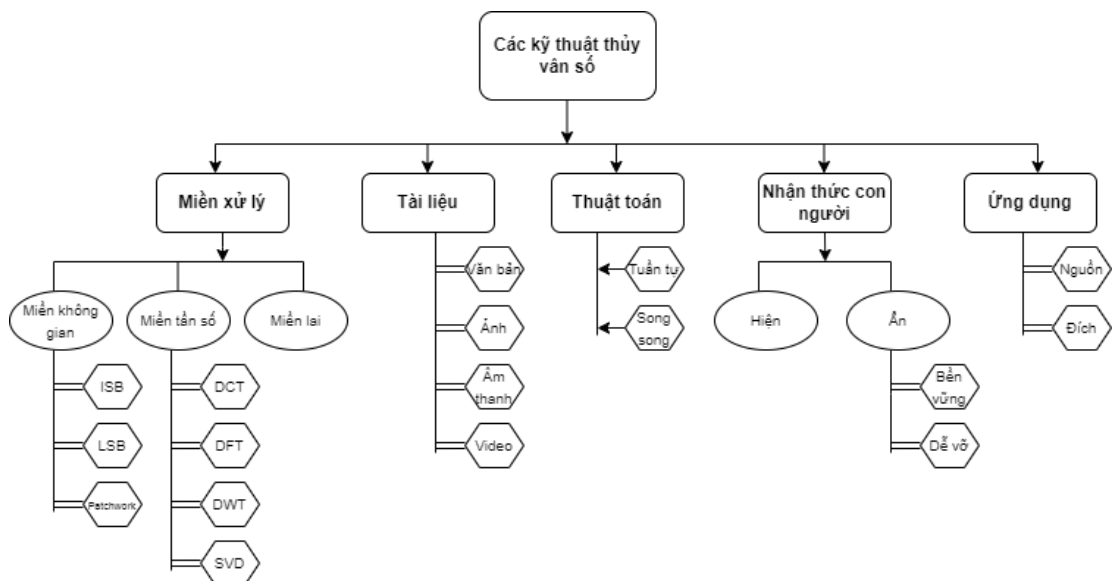 Các kỹ thuật thủy
vân số
Miền xử lý
Tài liệu
Thuật toán
Nhận thức con
người
Ứng dụng
Miền không
gian
Miền tần số
Miền lai
Văn bản
Ảnh
Âm
thanh
Video
Tuần tự
Song
song
Hiện
Ẩn
Nguồn
Đích
ISB
LSB
Patchwork
DCT
DFT
DWT
SVD
Bền
vững
Dễ vỡ